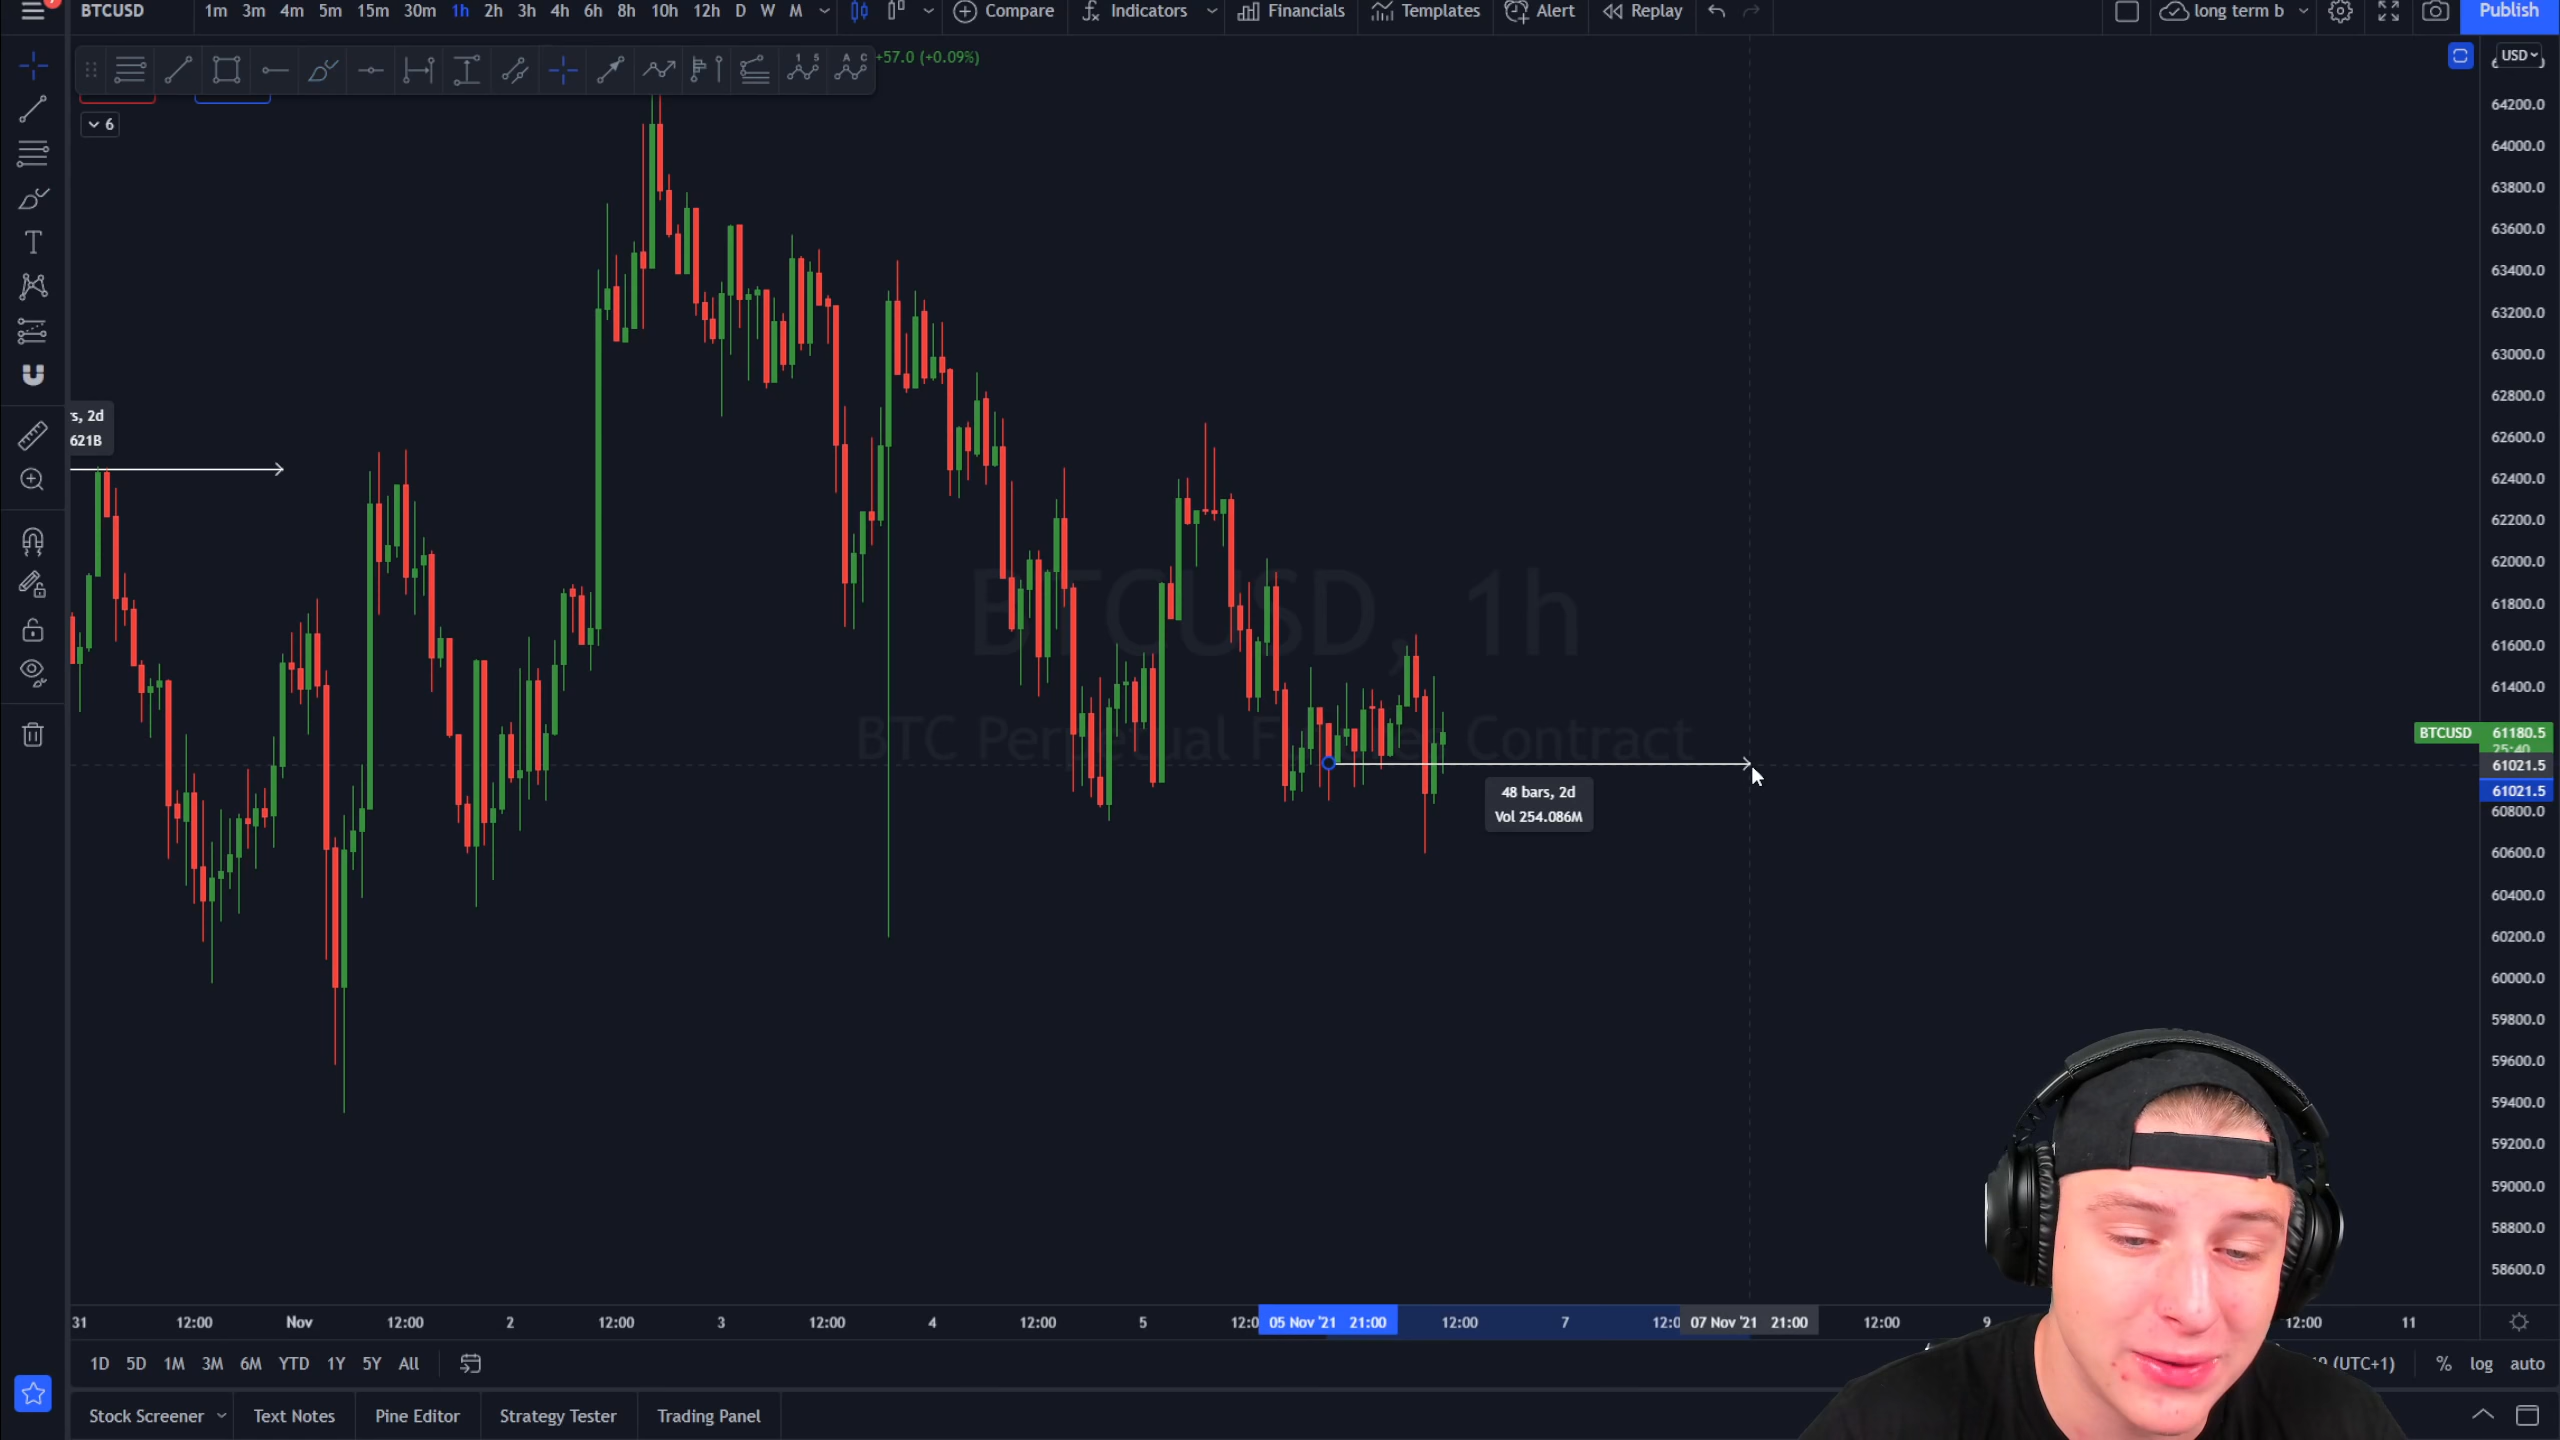 BTCUSD 1m 3m 4m 5m 15m 30m 1h 2h 3h 4h 6h 8h 10h 12h D W M Compare Indicators Financials Templates Alert Replay long term b Publish
+57.0 (+0.09%)
USD
6
64200.0
64000.0
63800.0
63600.0
63400.0
63200.0
63000.0
62800.0
62600.0
62400.0
62200.0
62000.0
61800.0
61600.0
61400.0
BTCUSD 61180.5
25:40
61021.5
61021.5
60800.0
60600.0
60400.0
60200.0
60000.0
59800.0
59600.0
59400.0
59200.0
59000.0
58800.0
58600.0
s, 2d
621B
BTCUSD, 1h
BTC Perpetual F Contract
48 bars, 2d
Vol 254.086M
31 12:00 Nov 12:00 2 12:00 3 12:00 4 12:00 5 12:0 05 Nov '21 21:00 12:00 7 12:0 07 Nov '21 21:00 12:00 9 12:00 11
1D 5D 1M 3M 6M YTD 1Y 5Y All (UTC+1) % log auto
Stock Screener Text Notes Pine Editor Strategy Tester Trading Panel